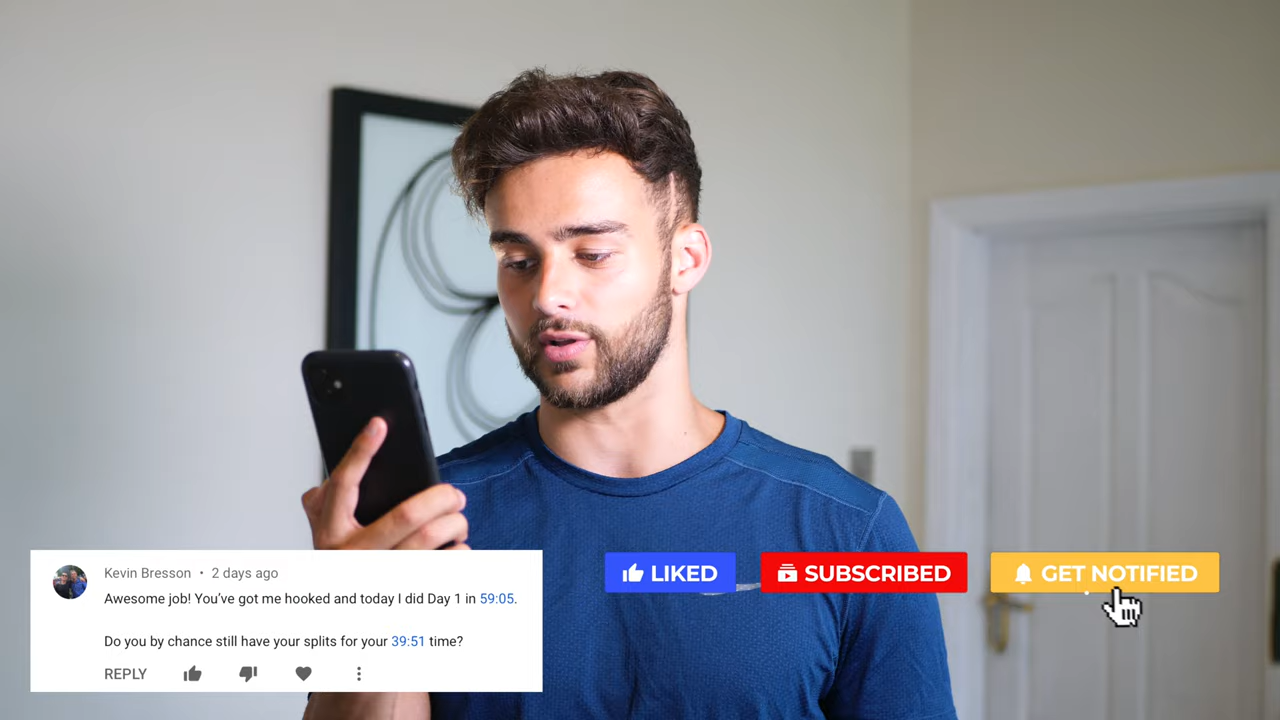 Kevin Bresson • 2 days ago
Awesome job! You've got me hooked and today I dId Day 1 in 59:05.
Do you by chance still have your splits for your 39:51 time?
REPLY
LIKED
SUBSCRIBED
GET NOTIFIED